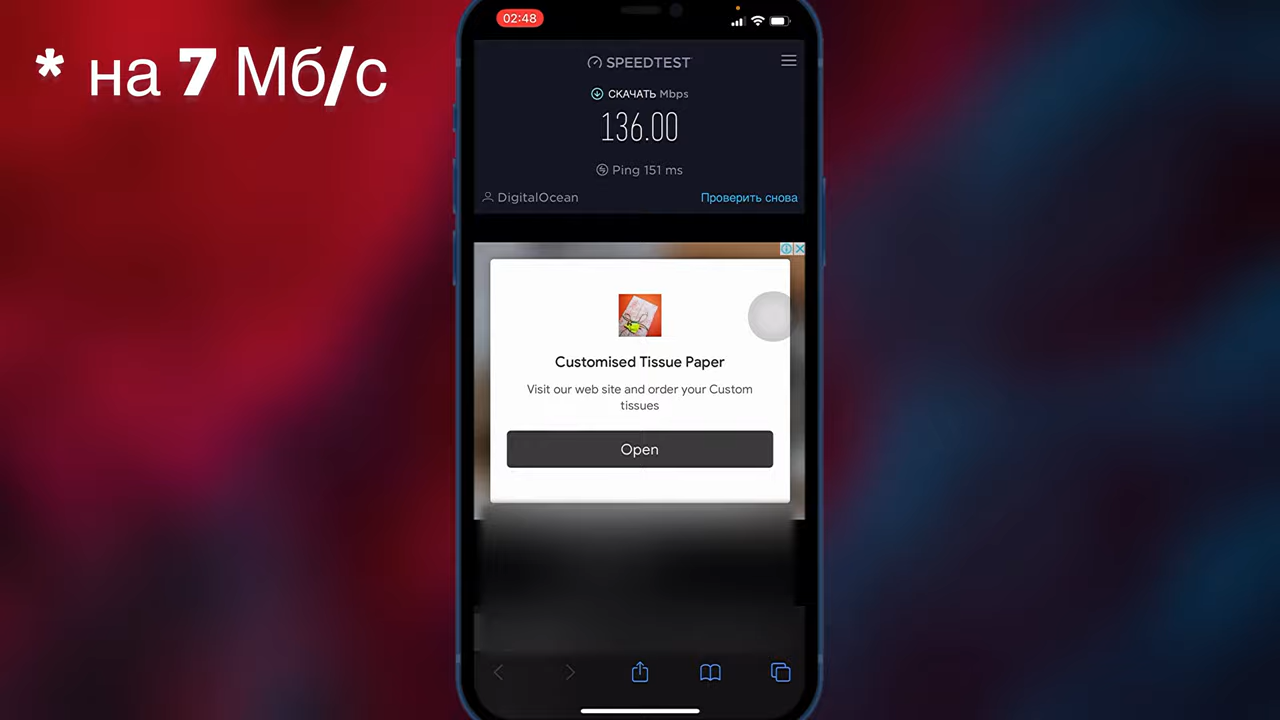 * на 7 Мб/с
02:48
SPEEDTEST
СКАЧАТЬ Mbps
136.00
Ping 151 ms
DigitalOcean
Проверить снова
Customised Tissue Paper
Visit our web site and order your Custom
tissues
Open